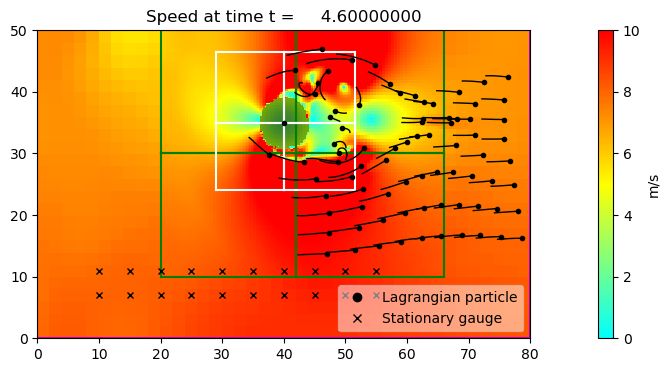 Speed at time t = 4.60000000
50
40
30
20
10
0
0 10 20 30 40 50 60 70 80
Lagrangian particle
Stationary gauge
10
8
6
4
2
0
m/s